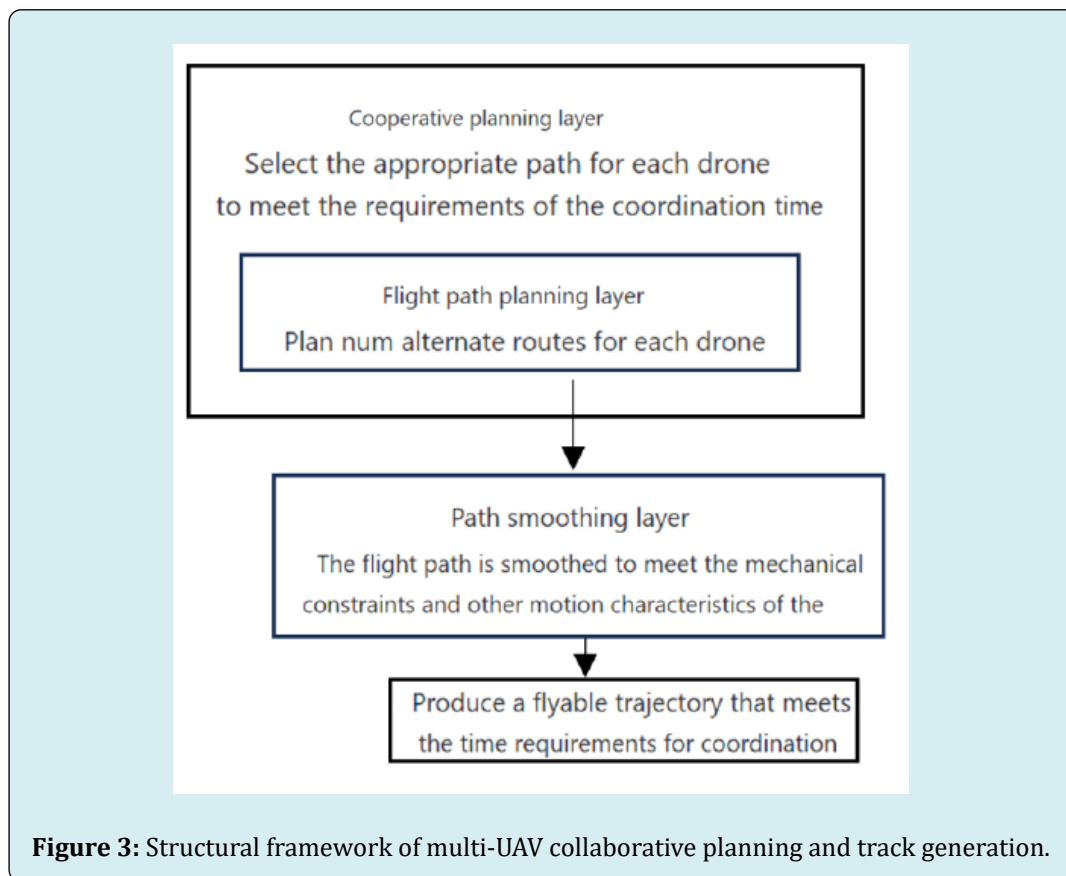 Cooperative planning layer
Select the appropriate path for each drone
to meet the requirements of the coordination time
Flight path planning layer
Plan num alternate routes for each drone
Path smoothing layer
The flight path is smoothed to meet the mechanical
constraints and other motion characteristics of the
Produce a flyable trajectory that meets
the time requirements for coordination
Figure 3: Structural framework of multi-UAV collaborative planning and track generation.